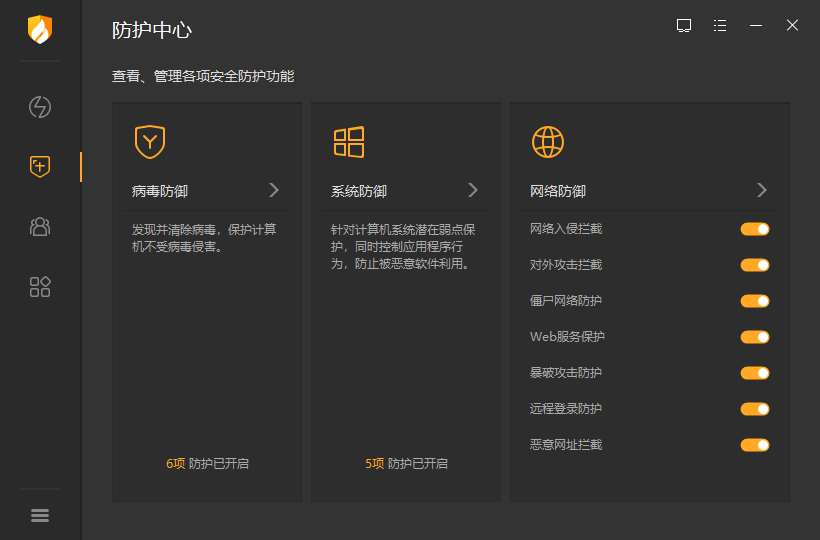 防护中心
查看、管理各项安全防护功能
病毒防御
发现并清除病毒，保护计算
机不受病毒侵害。
6项 防护已开启
系统防御
针对计算机系统潜在弱点保
护，同时控制应用程序行
为，防止被恶意软件利用。
5项 防护已开启
网络防御
网络入侵拦截
对外攻击拦截
僵尸网络防护
Web服务保护
暴破攻击防护
远程登录防护
恶意网址拦截